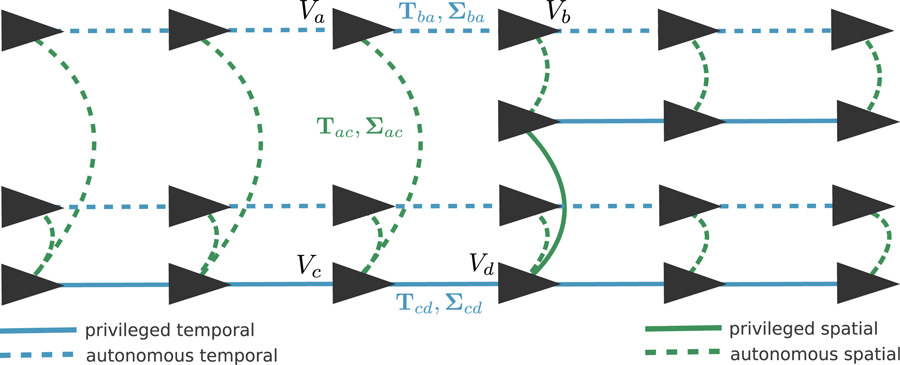 V_a
T_ba, Σ_ba
V_b
T_ac, Σ_ac
V_c
V_d
T_cd, Σ_cd
privileged temporal
autonomous temporal
privileged spatial
autonomous spatial